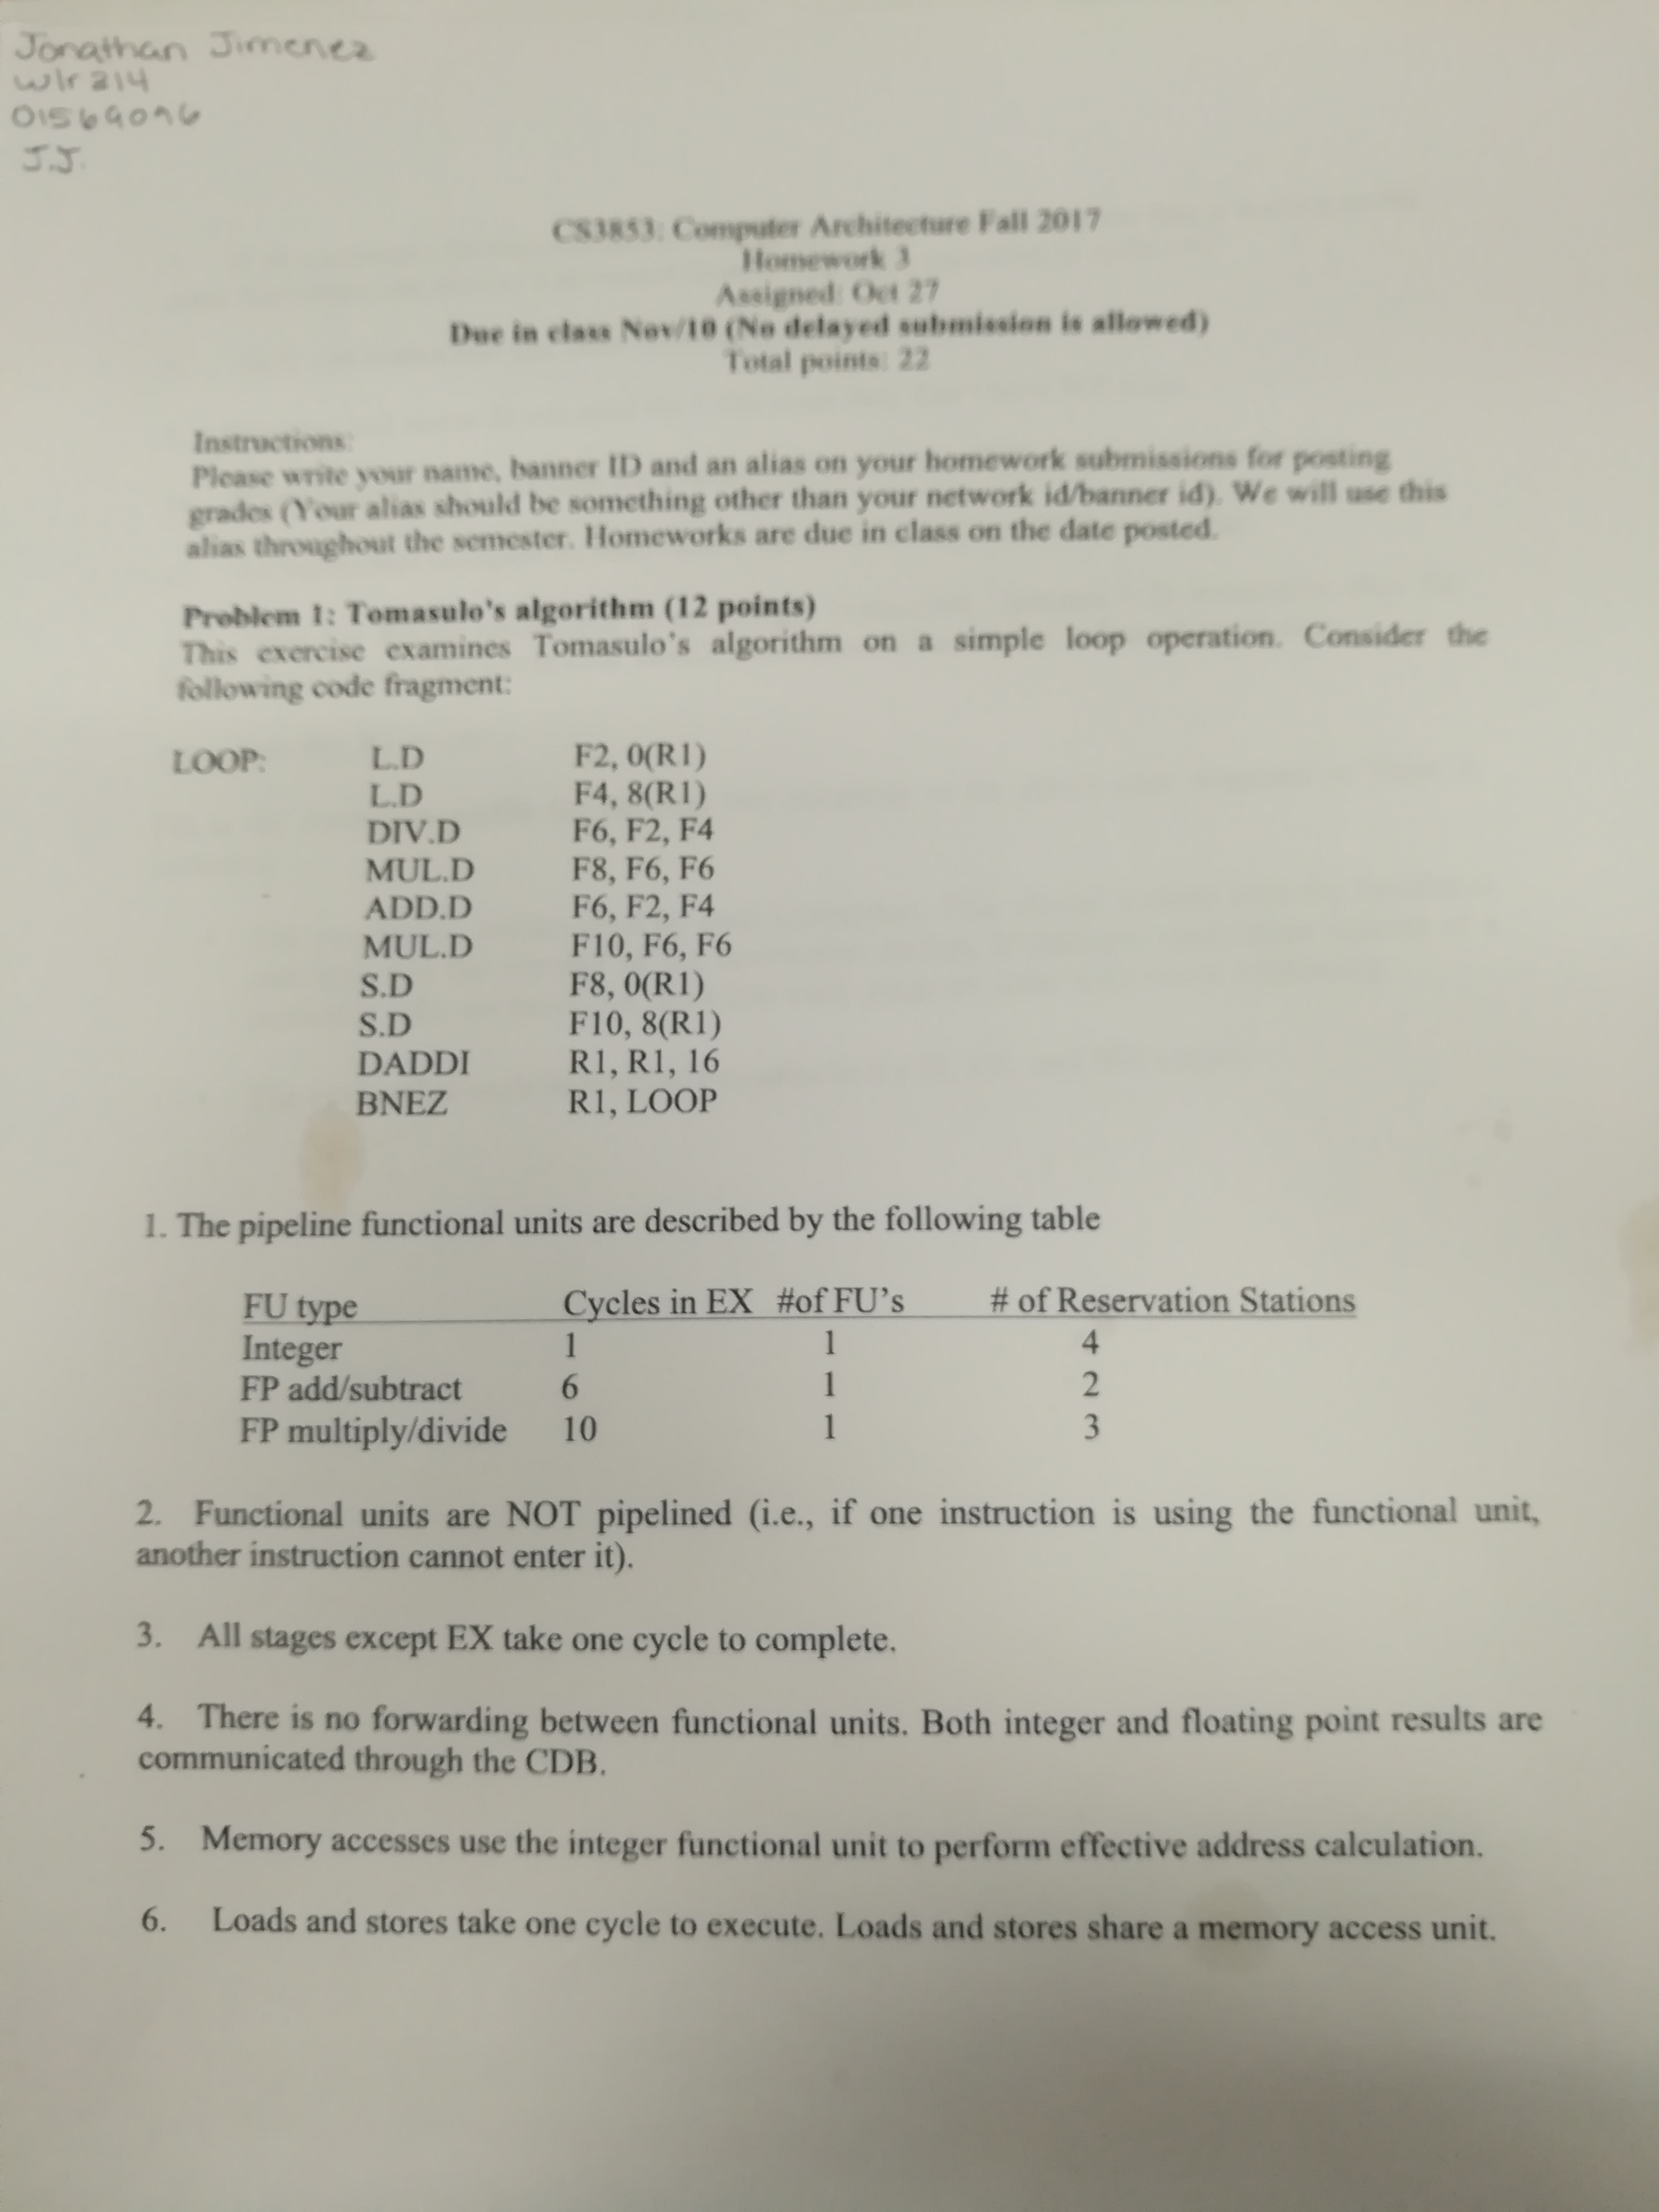 Jonathan Jimenez
wlr214
01569096
J.J.
CS3853: Computer Architecture Fall 2017
Homework 3
Assigned: Oct 27
Due in class Nov/10 (No delayed submission is allowed)
Total points: 22
Instructions:
Please write your name, banner ID and an alias on your homework submissions for posting
grades (Your alias should be something other than your network id/banner id). We will use this
alias throughout the semester. Homeworks are due in class on the date posted.
Problem 1: Tomasulo's algorithm (12 points)
This exercise examines Tomasulo's algorithm on a simple loop operation. Consider the
following code fragment:
LOOP: L.D F2, 0(R1)
L.D F4, 8(R1)
DIV.D F6, F2, F4
MUL.D F8, F6, F6
ADD.D F6, F2, F4
MUL.D F10, F6, F6
S.D F8, 0(R1)
S.D F10, 8(R1)
DADDI R1, R1, 16
BNEZ R1, LOOP
1. The pipeline functional units are described by the following table
FU type Cycles in EX #of FU's # of Reservation Stations
Integer 1 1 4
FP add/subtract 6 1 2
FP multiply/divide 10 1 3
2. Functional units are NOT pipelined (i.e., if one instruction is using the functional unit,
another instruction cannot enter it).
3. All stages except EX take one cycle to complete.
4. There is no forwarding between functional units. Both integer and floating point results are
communicated through the CDB.
5. Memory accesses use the integer functional unit to perform effective address calculation.
6. Loads and stores take one cycle to execute. Loads and stores share a memory access unit.